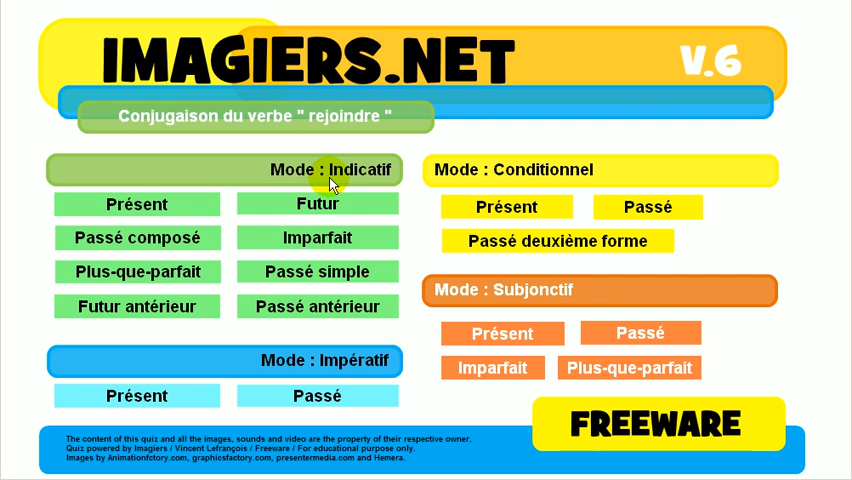 IMAGIERS.NET
V.6
Conjugaison du verbe " rejoindre "
Mode : Indicatif
Présent
Futur
Passé composé
Imparfait
Plus-que-parfait
Passé simple
Futur antérieur
Passé antérieur
Mode : Impératif
Présent
Passé
Mode : Conditionnel
Présent
Passé
Passé deuxième forme
Mode : Subjonctif
Présent
Passé
Imparfait
Plus-que-parfait
FREEWARE
The content of this quiz and all the images, sounds and video are the property of their respective owner.
Quiz powered by Imagiers / Vincent Lefrançois / Freeware / For educational purpose only.
Images by Animationfctory.com, graphicsfactory.com, presentermedia.com and Hemera.